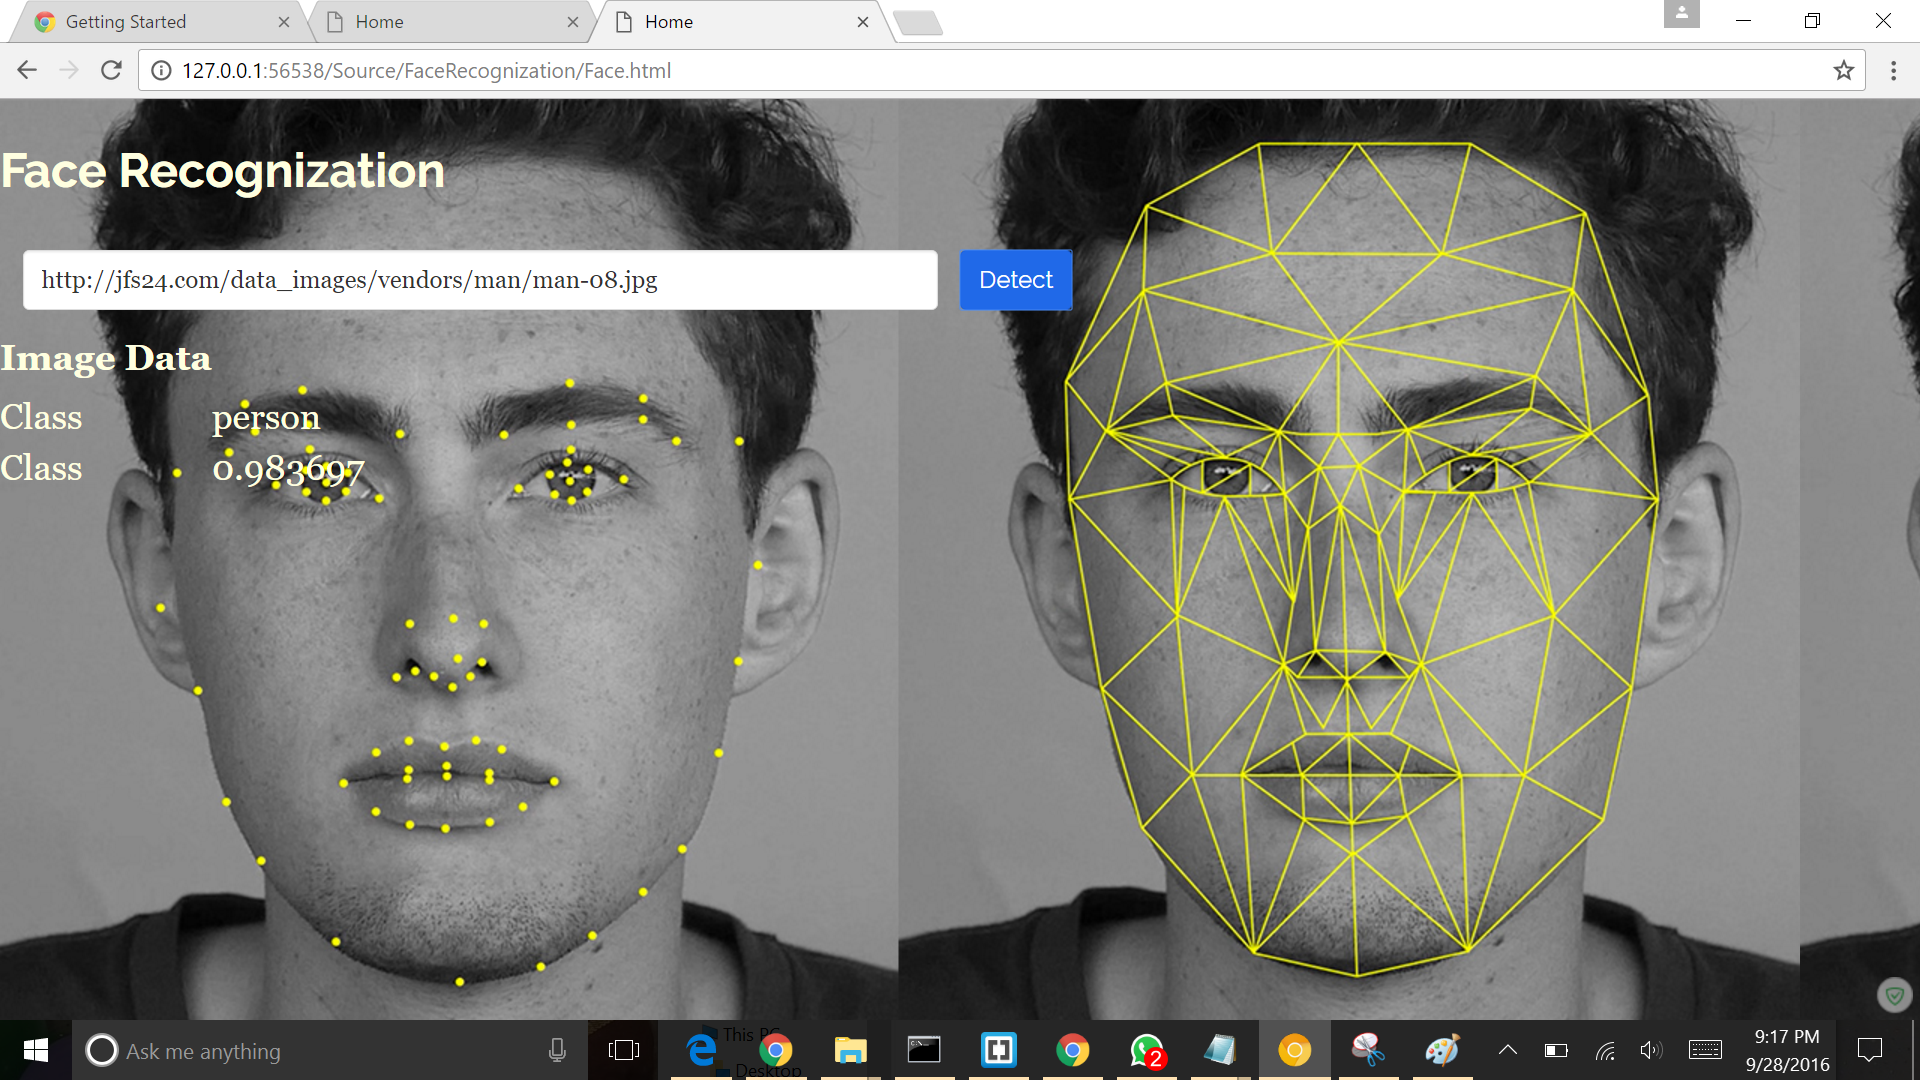 Getting Started
Home
Home
127.0.0.1:56538/Source/FaceRecognization/Face.html
Face Recognization
http://jfs24.com/data_images/vendors/man/man-08.jpg
Detect
Image Data
Class person
Class 0.983697
This PC
Desktop
Ask me anything
2
9:17 PM
9/28/2016